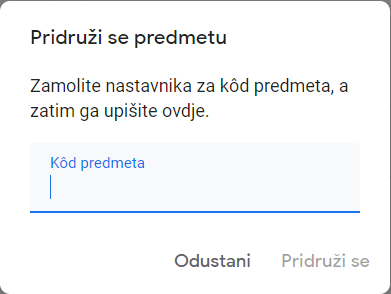 Pridruži se predmetu
Zamolite nastavnika za kôd predmeta, a
zatim ga upišite ovdje.
Kôd predmeta
Odustani Pridruži se